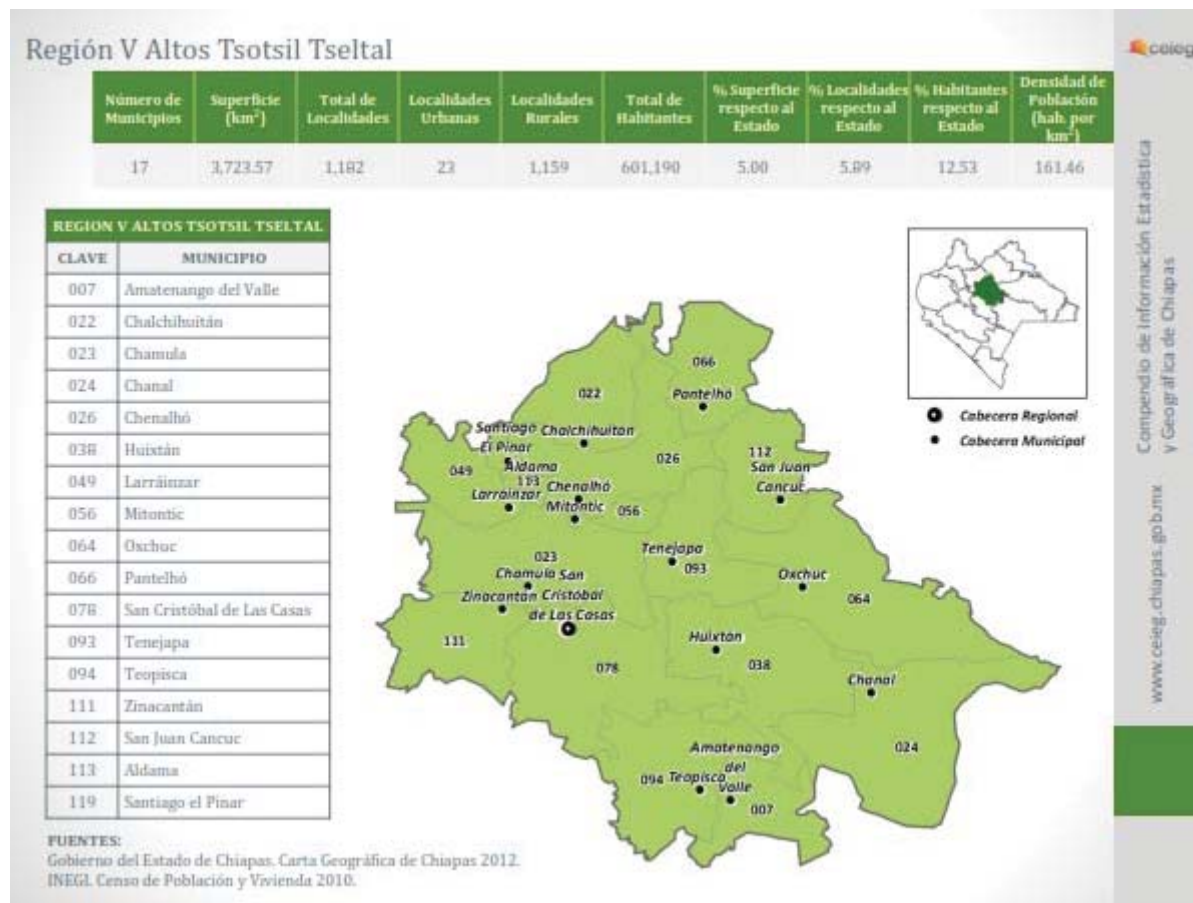 Región V Altos Tsotsil Tseltal
ceieg
Número de Municipios
Superficie (km²)
Total de Localidades
Localidades Urbanas
Localidades Rurales
Total de Habitantes
% Superficie respecto al Estado
% Localidades respecto al Estado
% Habitantes respecto al Estado
Densidad de Población (hab. por km²)
17 3,723.57 1,182 23 1,159 601,190 5.00 5.89 12.53 161.46
REGION V ALTOS TSOTSIL TSELTAL
CLAVE MUNICIPIO
007 Amatenango del Valle
022 Chalchihuitán
023 Chamula
024 Chanal
026 Chenalhó
038 Huixtán
049 Larráinzar
056 Mitontic
064 Oxchuc
066 Pantelhó
078 San Cristóbal de Las Casas
093 Tenejapa
094 Teopisca
111 Zinacantán
112 San Juan Cancuc
113 Aldama
119 Santiago el Pinar
FUENTES:
Gobierno del Estado de Chiapas. Carta Geográfica de Chiapas 2012.
INEGI. Censo de Población y Vivienda 2010.
066
Pantelhó
022
Santiago
El Pinar
Chalchihuitan
026
112
San Juan
Cancuc
049
Aldama
113
Larráinzar
Chenalhó
Mitontic
056
023
Tenejapa
093
Oxchuc
064
Chamula
San
Cristóbal
de Las Casas
Zinacantán
111
078
Huixtán
038
Chanal
024
Amatenango
del
Valle
094
Teopisca
007
Cabecera Regional
Cabecera Municipal
Compendio de Información Estadística
y Geográfica de Chiapas
www.ceieg.chiapas.gob.mx